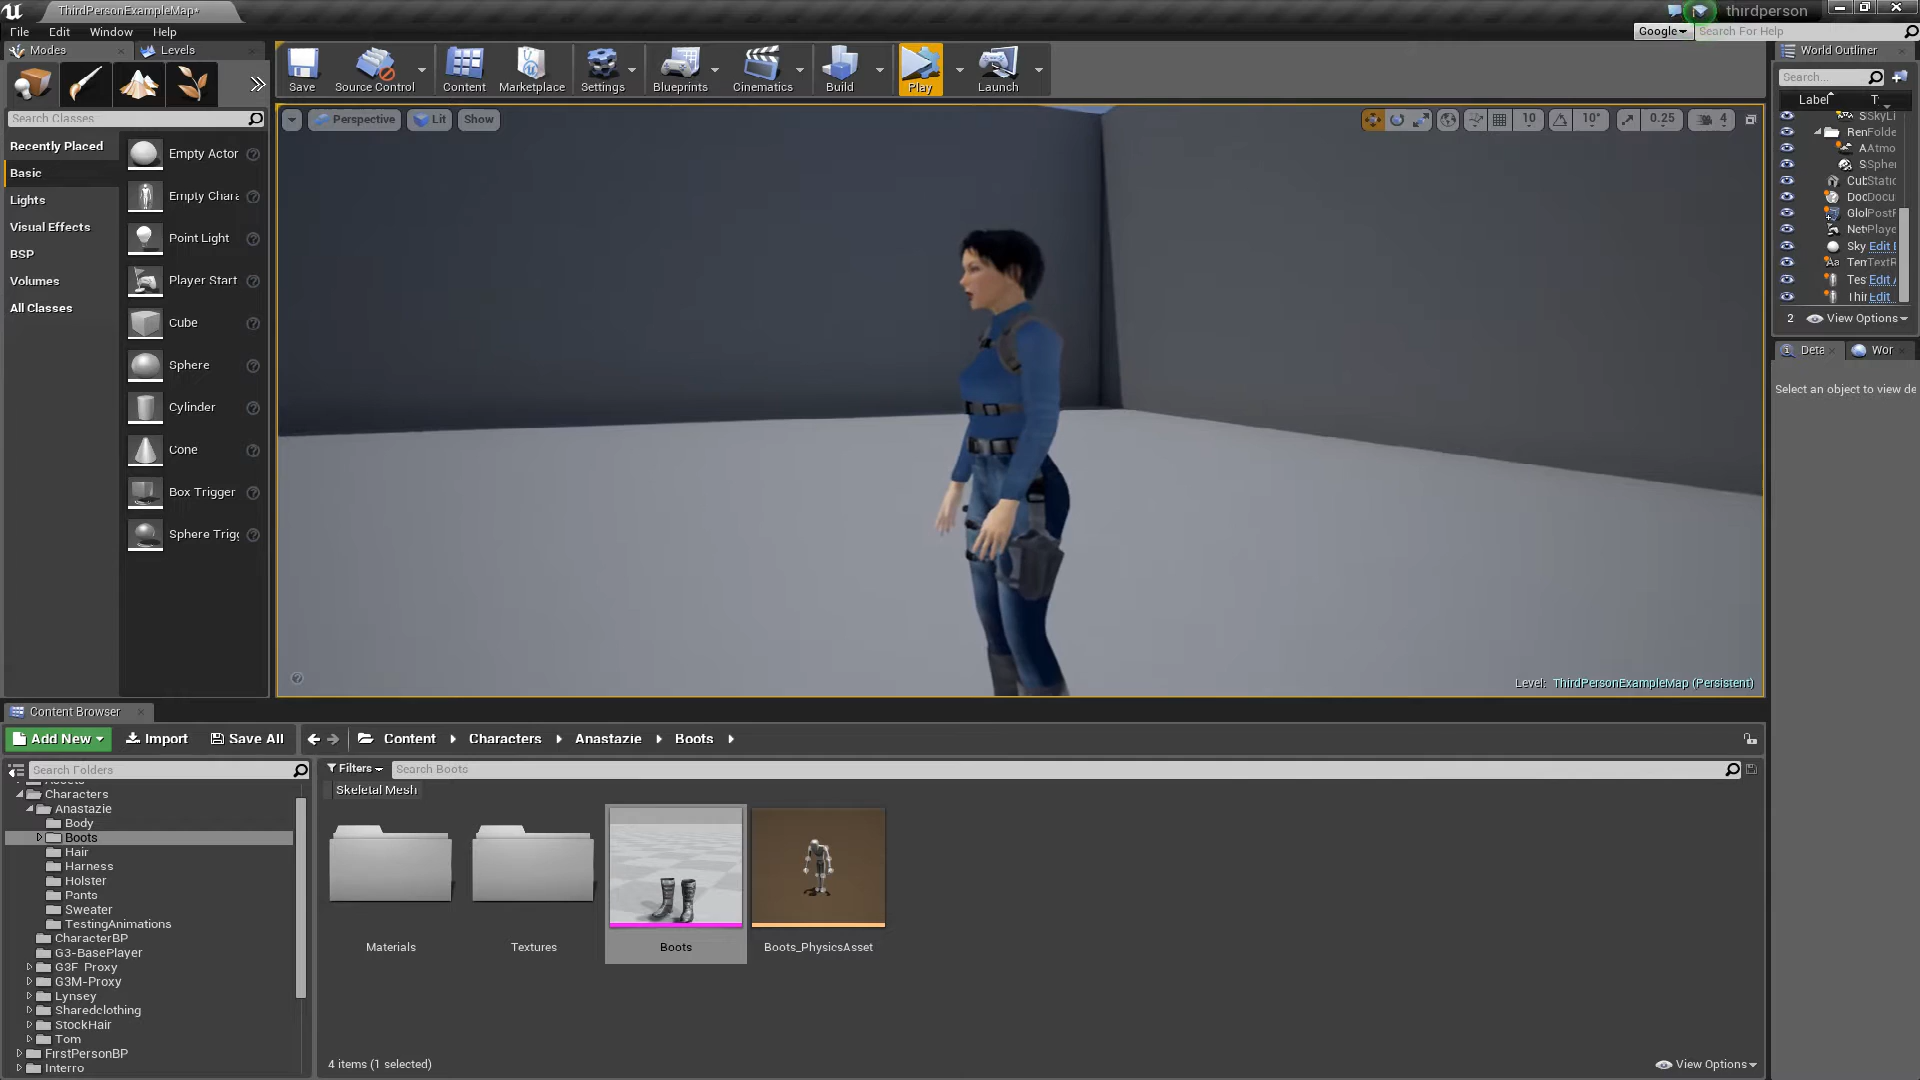 ThirdPersonExampleMap*
thirdperson
File
Edit
Window
Help
Google
Search For Help
Modes
Levels
Save
Source Control
Content
Marketplace
Settings
Blueprints
Cinematics
Build
Play
Launch
World Outliner
Search...
Label
T
Search Classes
Recently Placed
Basic
Lights
Visual Effects
BSP
Volumes
All Classes
Empty Actor
Empty Chara
Point Light
Player Start
Cube
Sphere
Cylinder
Cone
Box Trigger
Sphere Trigg
Perspective
Lit
Show
10
10°
0.25
4
SSkyLi
RenFolde
AAtmo
SSpher
CubStatic
DocDocu
GlolPostF
NetPlaye
Sky Edit E
TemTextR
Tes Edit A
Thir Edit
2 View Options
Deta
Wor
Select an object to view de
Level: ThirdPersonExampleMap (Persistent)
Content Browser
Add New
Import
Save All
Content
Characters
Anastazie
Boots
Search Folders
Filters
Search Boots
Skeletal Mesh
Characters
Anastazie
Body
Boots
Hair
Harness
Holster
Pants
Sweater
TestingAnimations
CharacterBP
G3-BasePlayer
G3F_Proxy
G3M-Proxy
Lynsey
Sharedclothing
StockHair
Tom
FirstPersonBP
Interro
Materials
Textures
Boots
Boots_PhysicsAsset
4 items (1 selected)
View Options